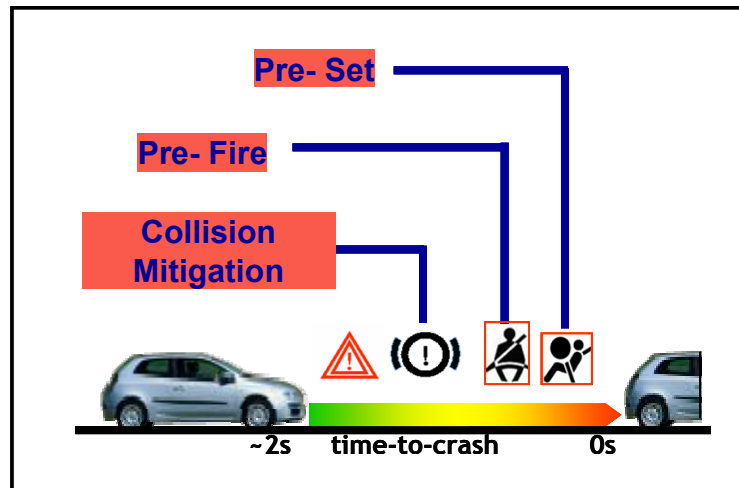 Pre- Set
Pre- Fire
Collision
Mitigation
!
(!)
~2s time-to-crash 0s